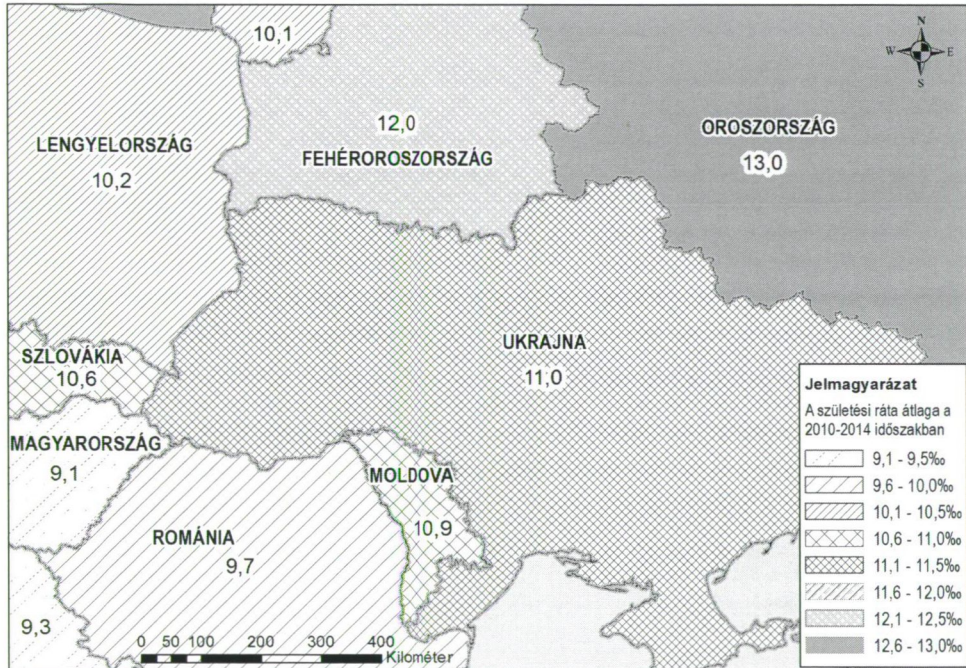 10,1
N
W E
S
12,0
FEHÉROROSZORSZÁG
OROSZORSZÁG
13,0
LENGYELORSZÁG
10,2
UKRAJNA
11,0
SZLOVÁKIA
10,6
MAGYARORSZÁG
9,1
MOLDOVA
10,9
ROMÁNIA
9,7
9,3
0 50 100 200 300 400
Kilométer
Jelmagyarázat
A születési ráta átlaga a
2010-2014 időszakban
9,1 - 9,5‰
9,6 - 10,0‰
10,1 - 10,5‰
10,6 - 11,0‰
11,1 - 11,5‰
11,6 - 12,0‰
12,1 - 12,5‰
12,6 - 13,0‰